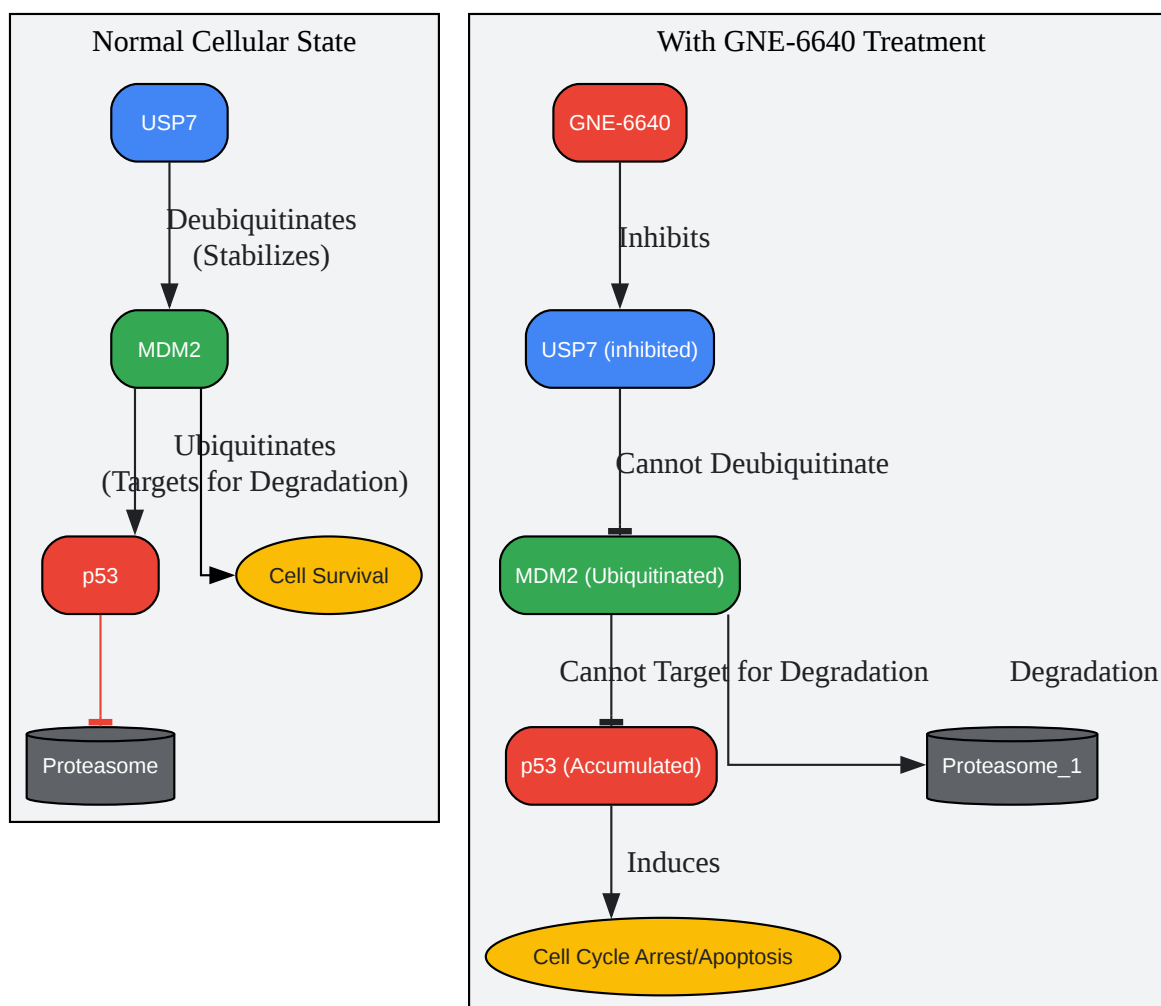 Normal Cellular State
USP7
Deubiquitinates
(Stabilizes)
MDM2
Ubiquitinates
(Targets for Degradation)
p53
Cell Survival
Proteasome
With GNE-6640 Treatment
GNE-6640
Inhibits
USP7 (inhibited)
Cannot Deubiquitinate
MDM2 (Ubiquitinated)
Cannot Target for Degradation
Degradation
p53 (Accumulated)
Proteasome_1
Induces
Cell Cycle Arrest/Apoptosis